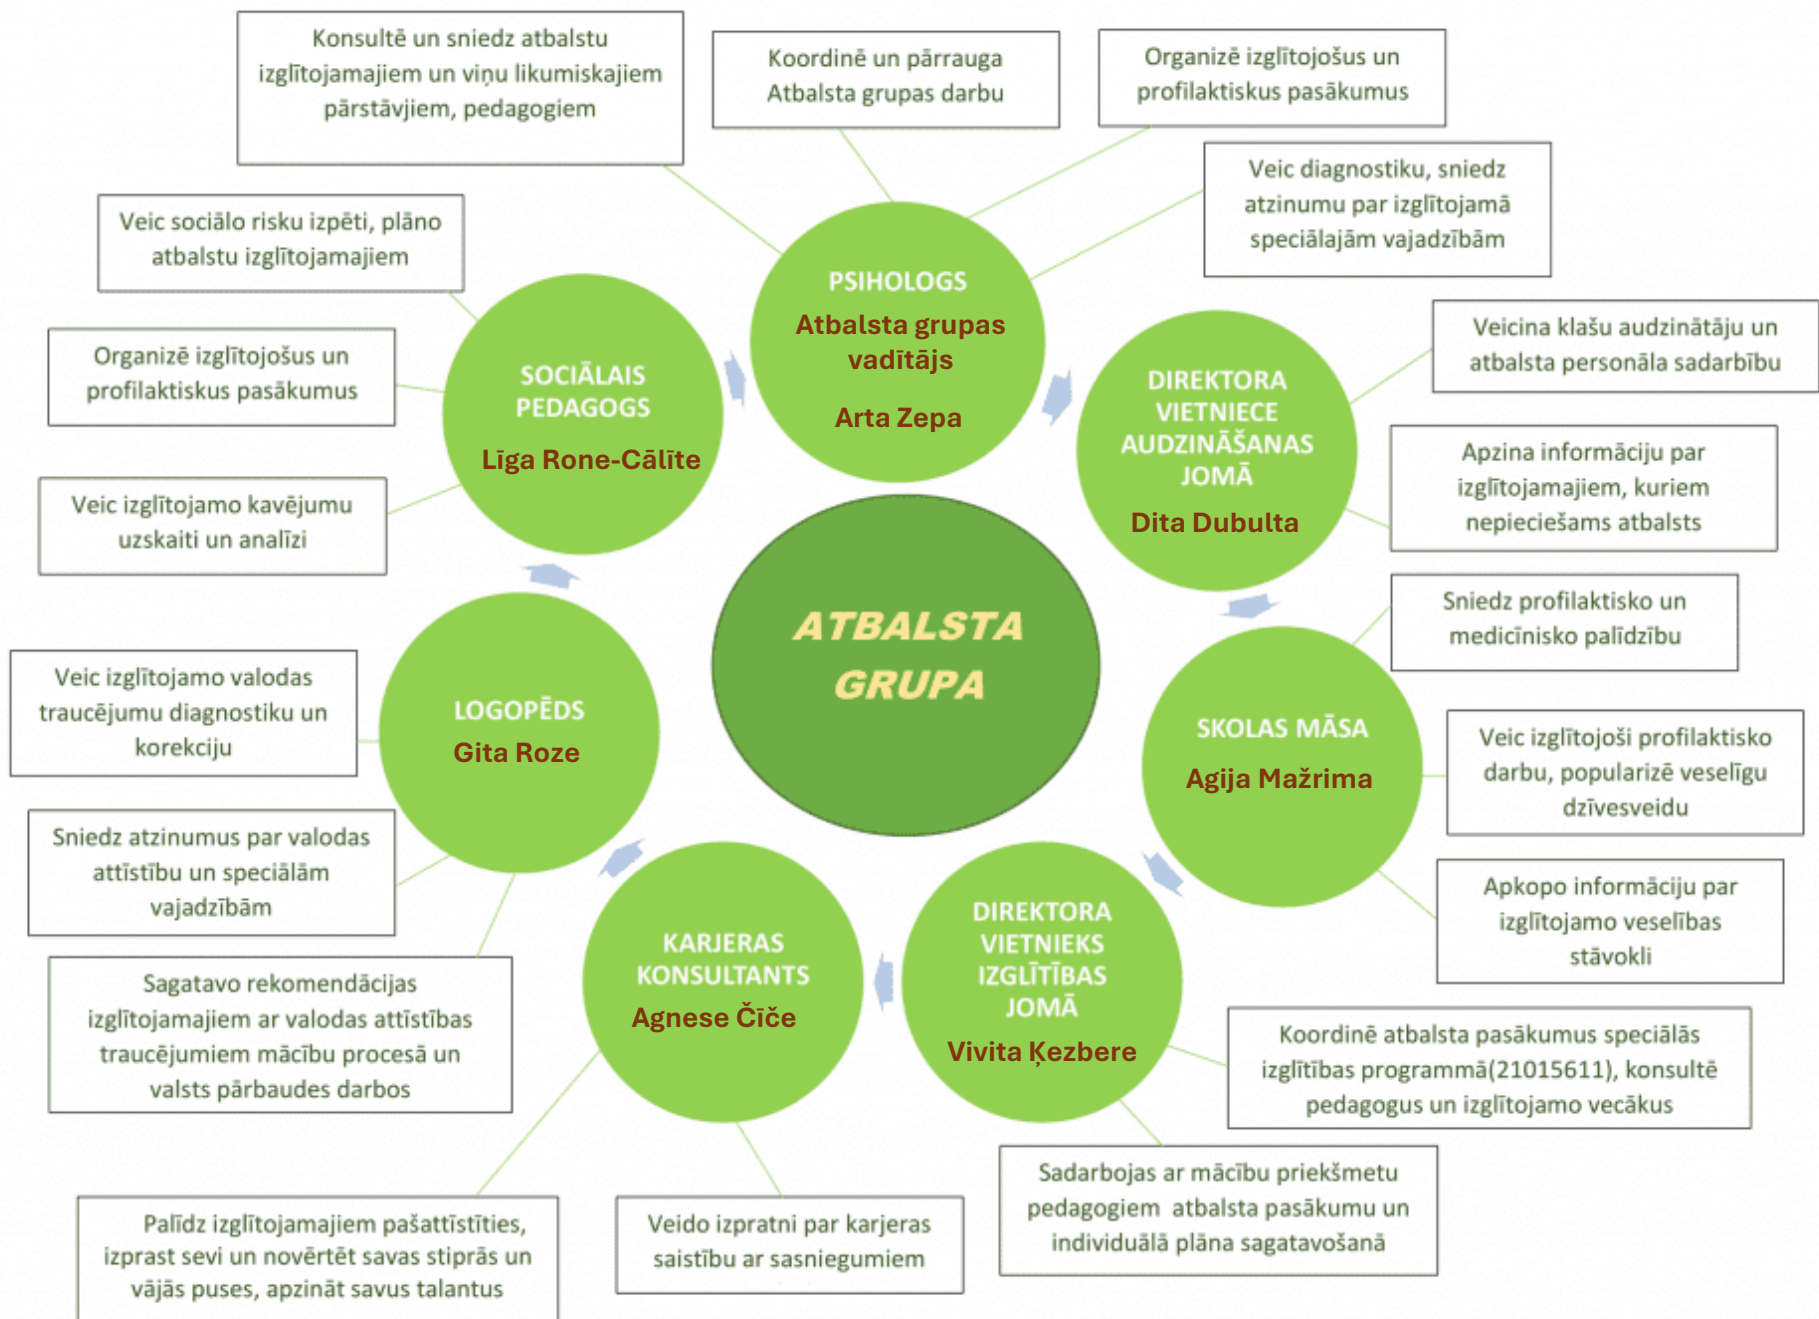 Konsultē un sniedz atbalstu
izglītojamajiem un viņu likumiskajiem
pārstāvjiem, pedagogiem
Koordinē un pārrauga
Atbalsta grupas darbu
Organizē izglītojošus un
profilaktiskus pasākumus
Veic diagnostiku, sniedz
atzinumu par izglītojamā
speciālajām vajadzībām
Veic sociālo risku izpēti, plāno
atbalstu izglītojamajiem
Organizē izglītojošus un
profilaktiskus pasākumus
Veic izglītojamo kavējumu
uzskaiti un analīzi
SOCIĀLAIS
PEDAGOGS
Līga Rone-Cālīte
PSIHOLOGS
Atbalsta grupas
vadītājs
Arta Zepa
DIREKTORA
VIETNIECE
AUDZINĀŠANAS
JOMĀ
Dita Dubulta
Veicina klašu audzinātāju un
atbalsta personāla sadarbību
Apzina informāciju par
izglītojamajiem, kuriem
nepieciešams atbalsts
ATBALSTA
GRUPA
Sniedz profilaktisko un
medicīnisko palīdzību
SKOLAS MĀSA
Agija Mažrima
Veic izglītojoši profilaktisko
darbu, popularizē veselīgu
dzīvesveidu
Apkopo informāciju par
izglītojamo veselības
stāvokli
Veic izglītojamo valodas
traucējumu diagnostiku un
korekciju
LOGOPĒDS
Gita Roze
Sniedz atzinumus par valodas
attīstību un speciālām
vajadzībām
Sagatavo rekomendācijas
izglītojamajiem ar valodas attīstības
traucējumiem mācību procesā un
valsts pārbaudes darbos
KARJERAS
KONSULTANTS
Agnese Čīče
DIREKTORA
VIETNIEKS
IZGLĪTĪBAS
JOMĀ
Vivita Ķezbere
Koordinē atbalsta pasākumus speciālās
izglītības programmā(21015611), konsultē
pedagogus un izglītojamo vecākus
Sadarbojas ar mācību priekšmetu
pedagogiem atbalsta pasākumu un
individuālā plāna sagatavošanā
Palīdz izglītojamajiem pašattīstīties,
izprast sevi un novērtēt savas stiprās un
vājās puses, apzināt savus talantus
Veido izpratni par karjeras
saistību ar sasniegumiem